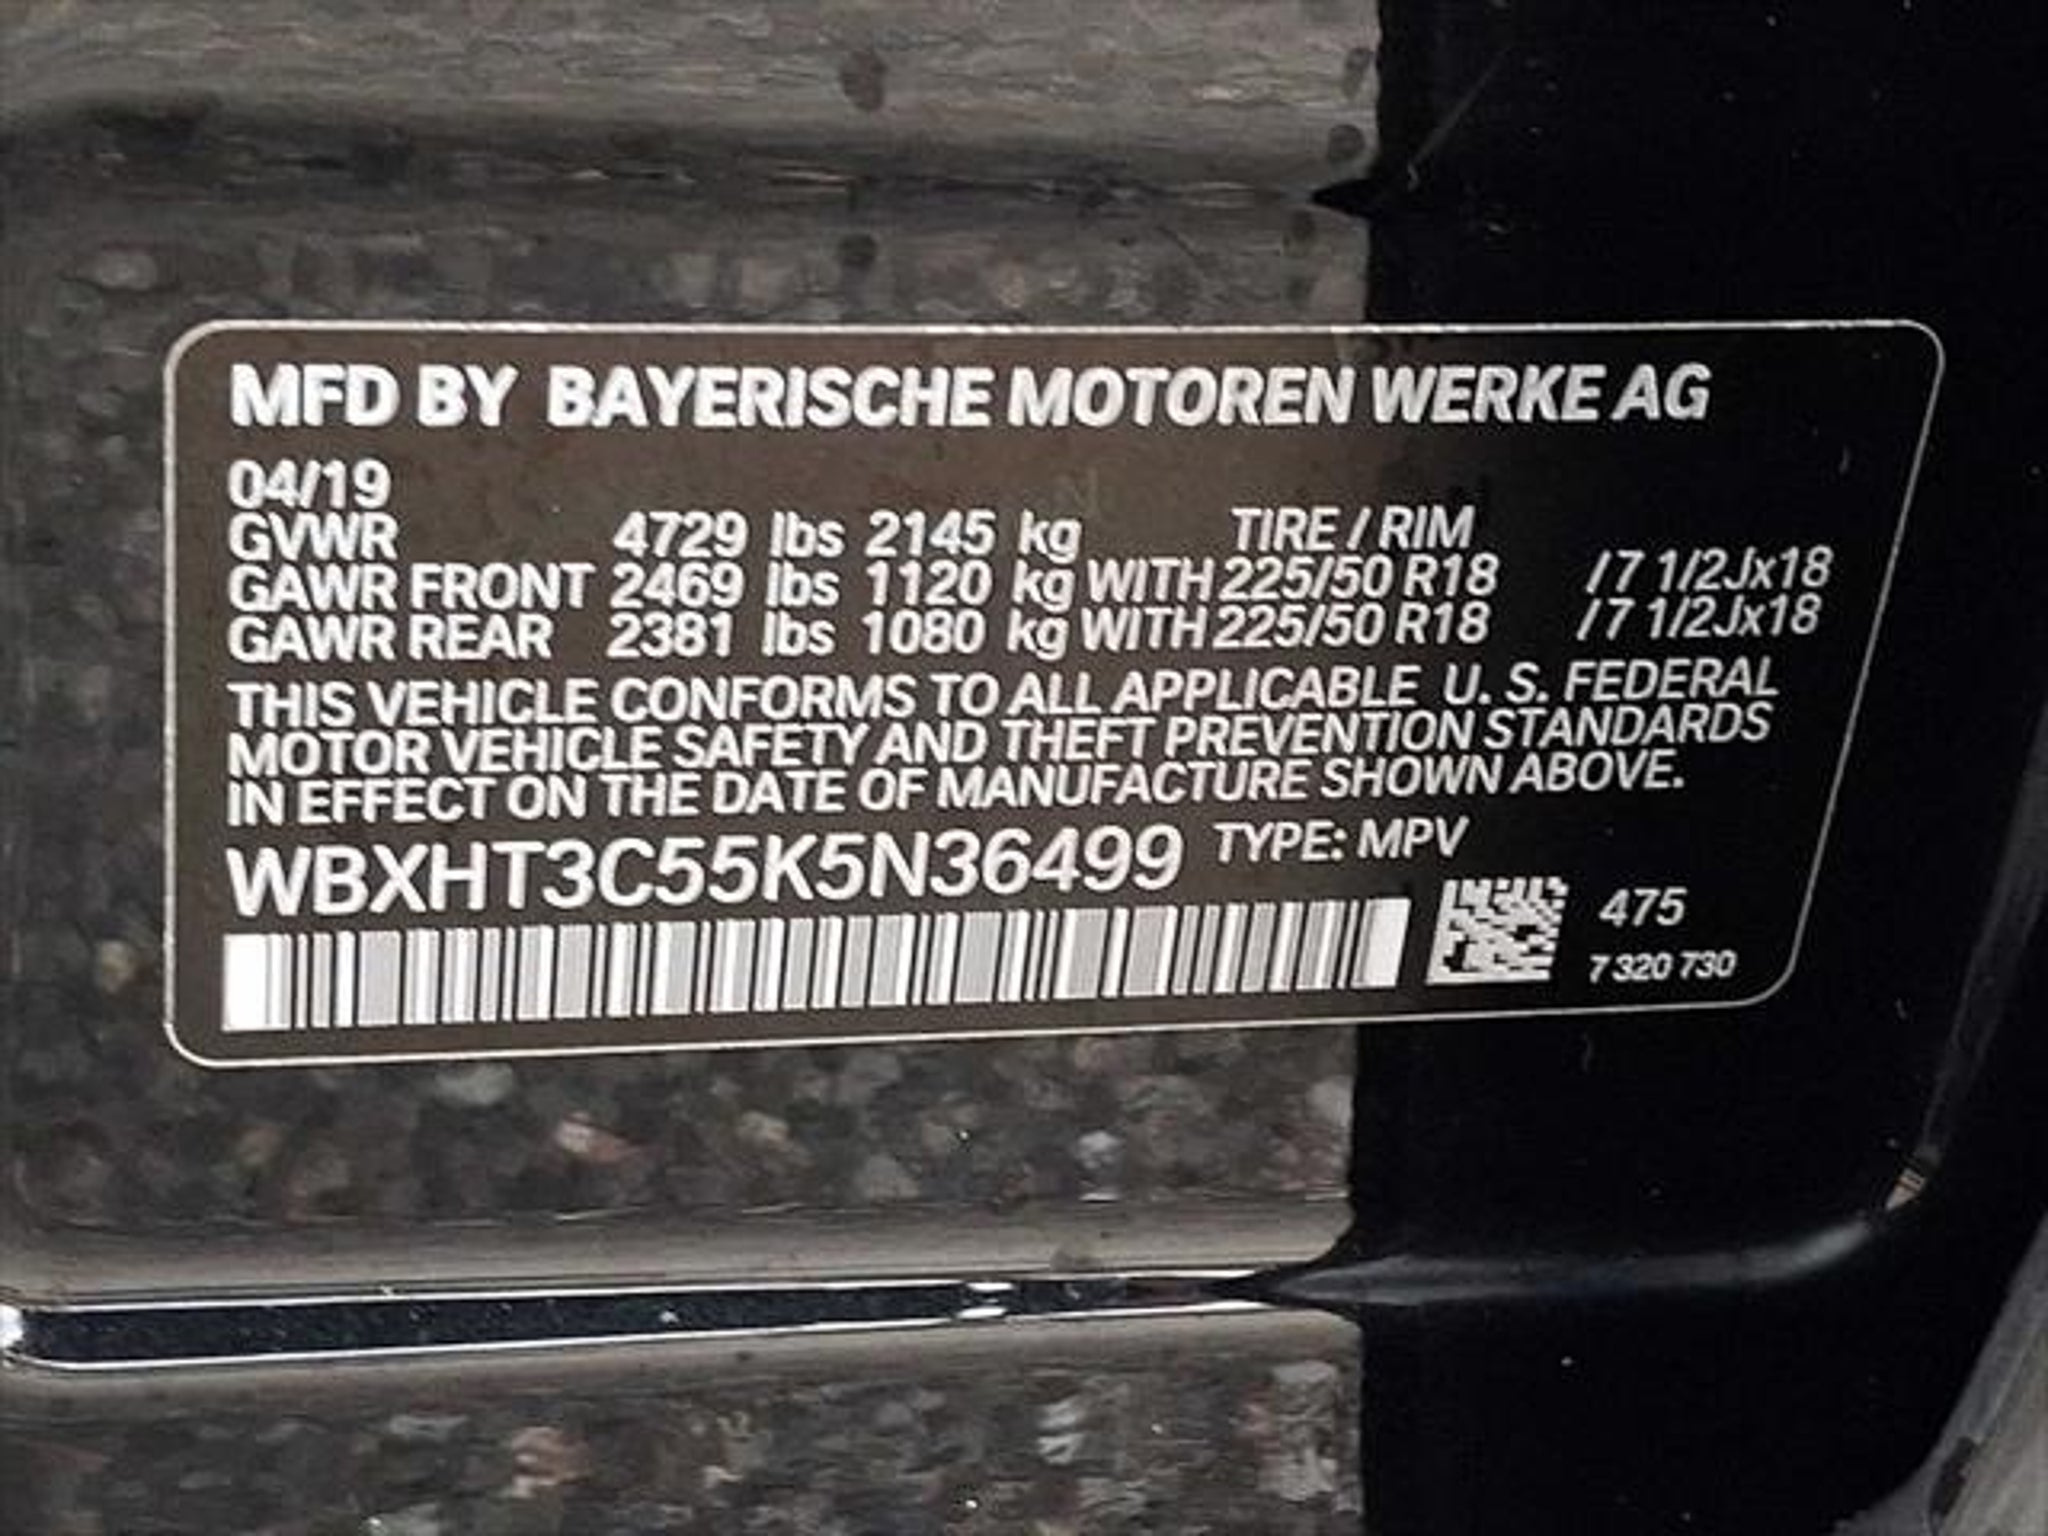 MFD BY BAYERISCHE MOTOREN WERKE AG
04/19
GVWR 4729 lbs 2145 kg TIRE / RIM
GAWR FRONT 2469 lbs 1120 kg WITH 225/50 R18 /7 1/2Jx18
GAWR REAR 2381 lbs 1080 kg WITH 225/50 R18 /7 1/2Jx18
THIS VEHICLE CONFORMS TO ALL APPLICABLE U. S. FEDERAL
MOTOR VEHICLE SAFETY AND THEFT PREVENTION STANDARDS
IN EFFECT ON THE DATE OF MANUFACTURE SHOWN ABOVE.
WBXHT3C55K5N36499 TYPE: MPV
475
7 320 730